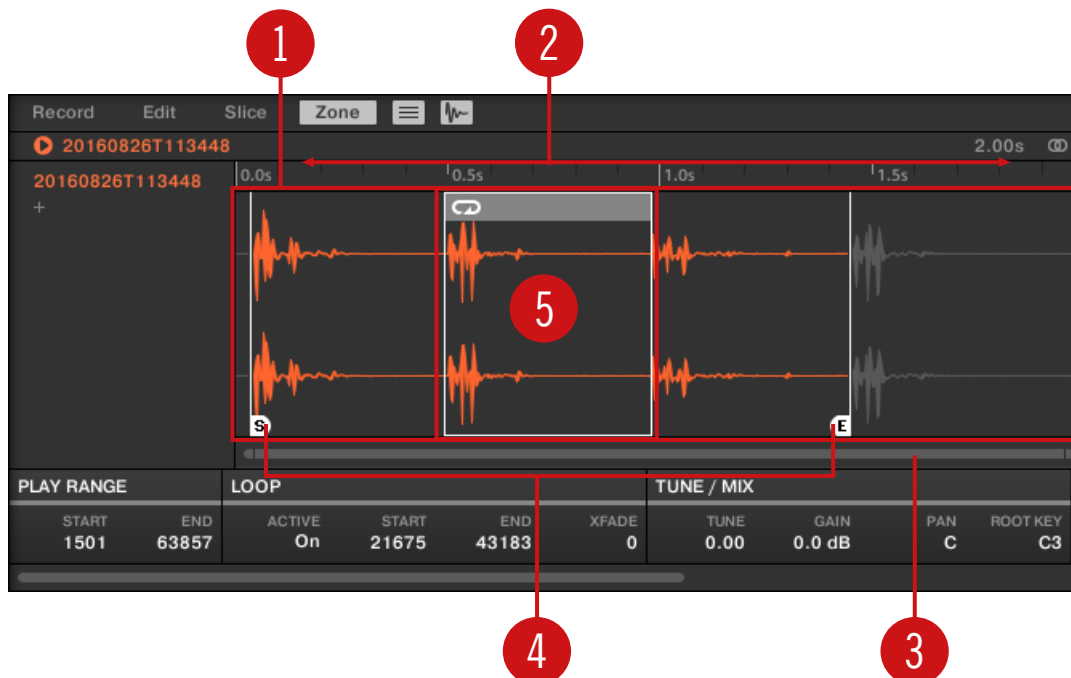 1 2
Record Edit Slice Zone
20160826T113448 2.00s
20160826T113448 0.0s 0.5s 1.0s 1.5s
+
5
S E
PLAY RANGE LOOP TUNE / MIX
START END ACTIVE START END XFADE TUNE GAIN PAN ROOT KEY
1501 63857 On 21675 43183 0 0.00 0.0 dB C C3
4 3